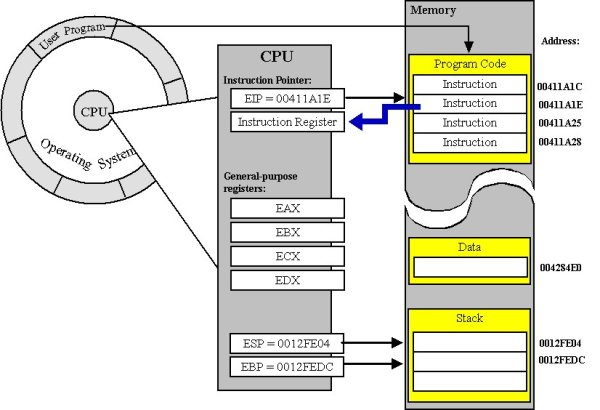 User Program
CPU
Operating System
CPU
Instruction Pointer:
EIP = 00411A1E
Instruction Register
General-purpose
registers:
EAX
EBX
ECX
EDX
ESP = 0012FE04
EBP = 0012FEDC
Memory
Program Code
Instruction
Instruction
Instruction
Instruction
Data
Stack
Address:
00411A1C
00411A1E
00411A25
00411A28
004284E0
0012FE04
0012FEDC